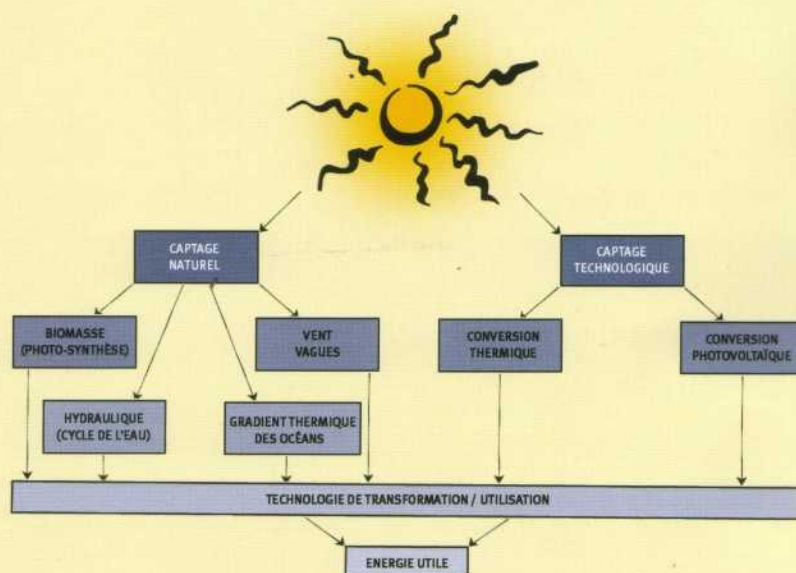 CAPTAGE
NATUREL
CAPTAGE
TECHNOLOGIQUE
BIOMASSE
(PHOTO-SYNTHÈSE)
VENT
VAGUES
CONVERSION
THERMIQUE
CONVERSION
PHOTOVOLTAÏQUE
HYDRAULIQUE
(CYCLE DE L'EAU)
GRADIENT THERMIQUE
DES OCÉANS
TECHNOLOGIE DE TRANSFORMATION / UTILISATION
ENERGIE UTILE